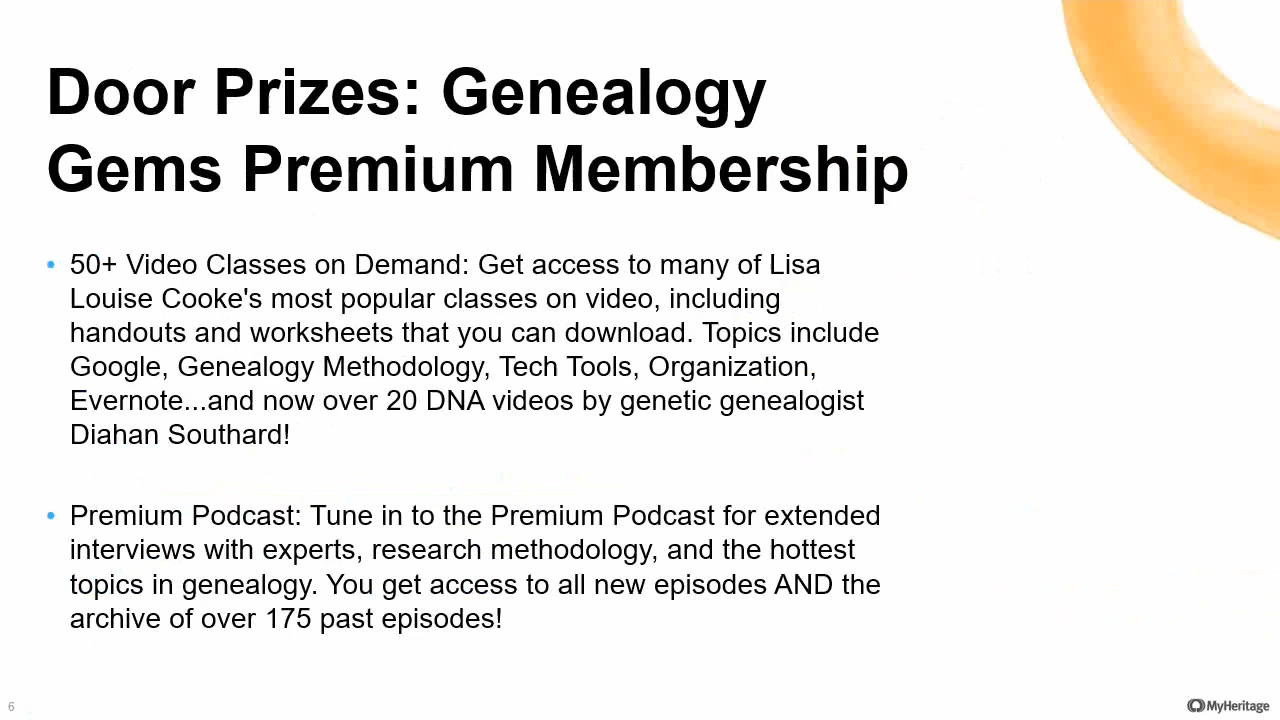 Door Prizes: Genealogy
Gems Premium Membership
• 50+ Video Classes on Demand: Get access to many of Lisa
Louise Cooke's most popular classes on video, including
handouts and worksheets that you can download. Topics include
Google, Genealogy Methodology, Tech Tools, Organization,
Evernote...and now over 20 DNA videos by genetic genealogist
Diahan Southard!
• Premium Podcast: Tune in to the Premium Podcast for extended
interviews with experts, research methodology, and the hottest
topics in genealogy. You get access to all new episodes AND the
archive of over 175 past episodes!
6
MyHeritage